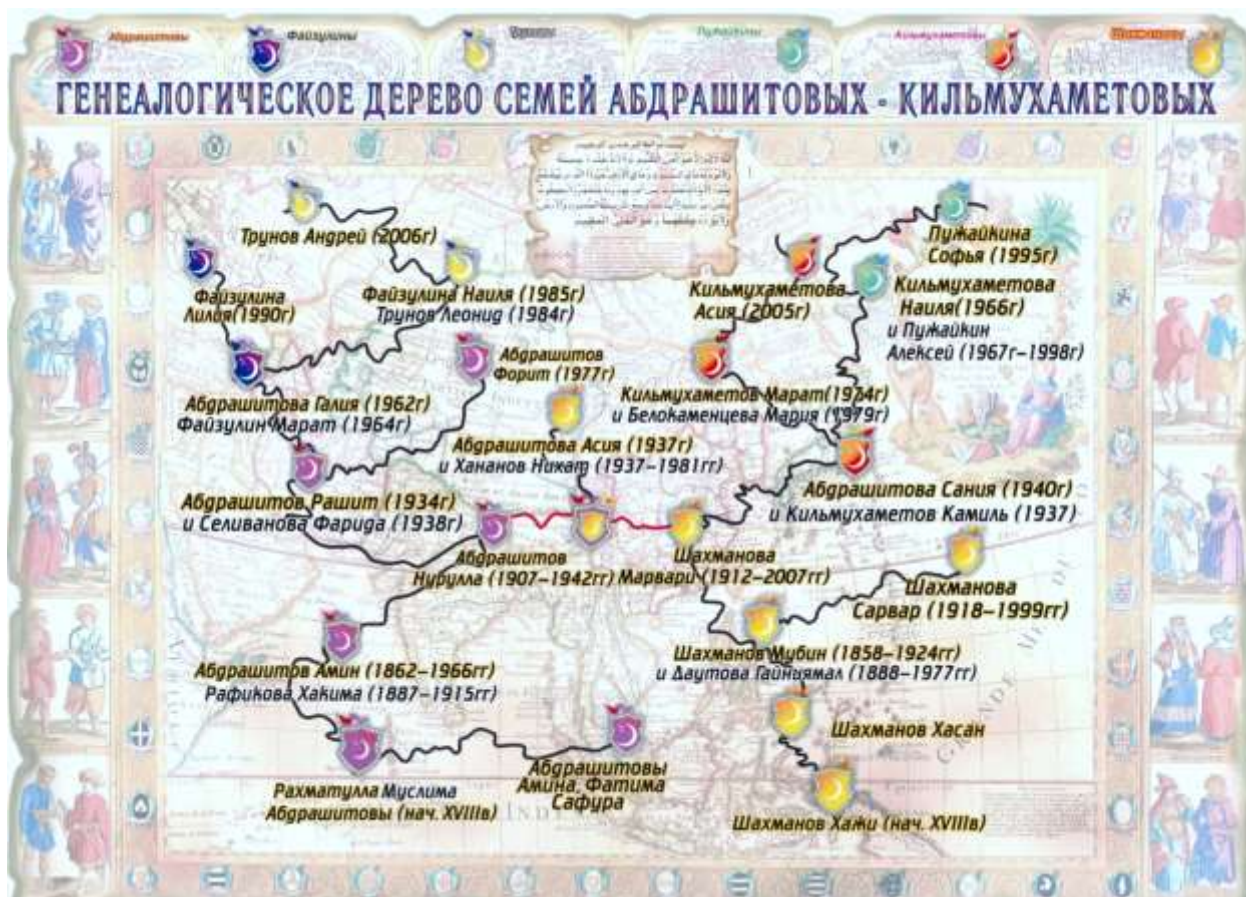 Абдрашитовы
Файзулины
Пужайкины
Кильмухаметовы
Шахмановы
ГЕНЕАЛОГИЧЕСКОЕ ДЕРЕВО СЕМЕЙ АБДРАШИТОВЫХ - КИЛЬМУХАМЕТОВЫХ
Трунов Андрей (2006г)
Пужайкина
Софья (1995г)
Файзулина
Лилия(1990г)
Файзулина Наиля (1985г)
Трунов Леонид (1984г)
Кильмухаметова
Асия (2005г)
Кильмухаметова
Наиля(1966г)
и Пужайкин
Алексей (1967г-1998г)
Абдрашитов
Форит (1977г)
Абдрашитова Галия (1962г)
Файзулин Марат (1964г)
Кильмухаметов Марат(1974г)
и Белокаменцева Мария (1979г)
Абдрашитова Асия (1937г)
и Хананов Нихат (1937-1981гг)
Абдрашитов Рашит (1934г)
и Селиванова Фарида (1938г)
Абдрашитова Сания (1940г)
и Кильмухаметов Камиль (1937)
Абдрашитов
Нурулла (1907-1942гг)
Шахманова
Марвари (1912-2007гг)
Шахманова
Сарвар (1918-1999гг)
Абдрашитов Амин (1862-1966гг)
Рафикова Хакима (1887-1915гг)
Шахманов Мубин (1858-1924гг)
и Даутова Гайниямал (1888-1977гг)
Шахманов Хасан
Рахматулла Муслима
Абдрашитовы (нач. XVIIIв)
Абдрашитовы
Амина, Фатима
Сафура
Шахманов Хажи (нач. XVIIIв)